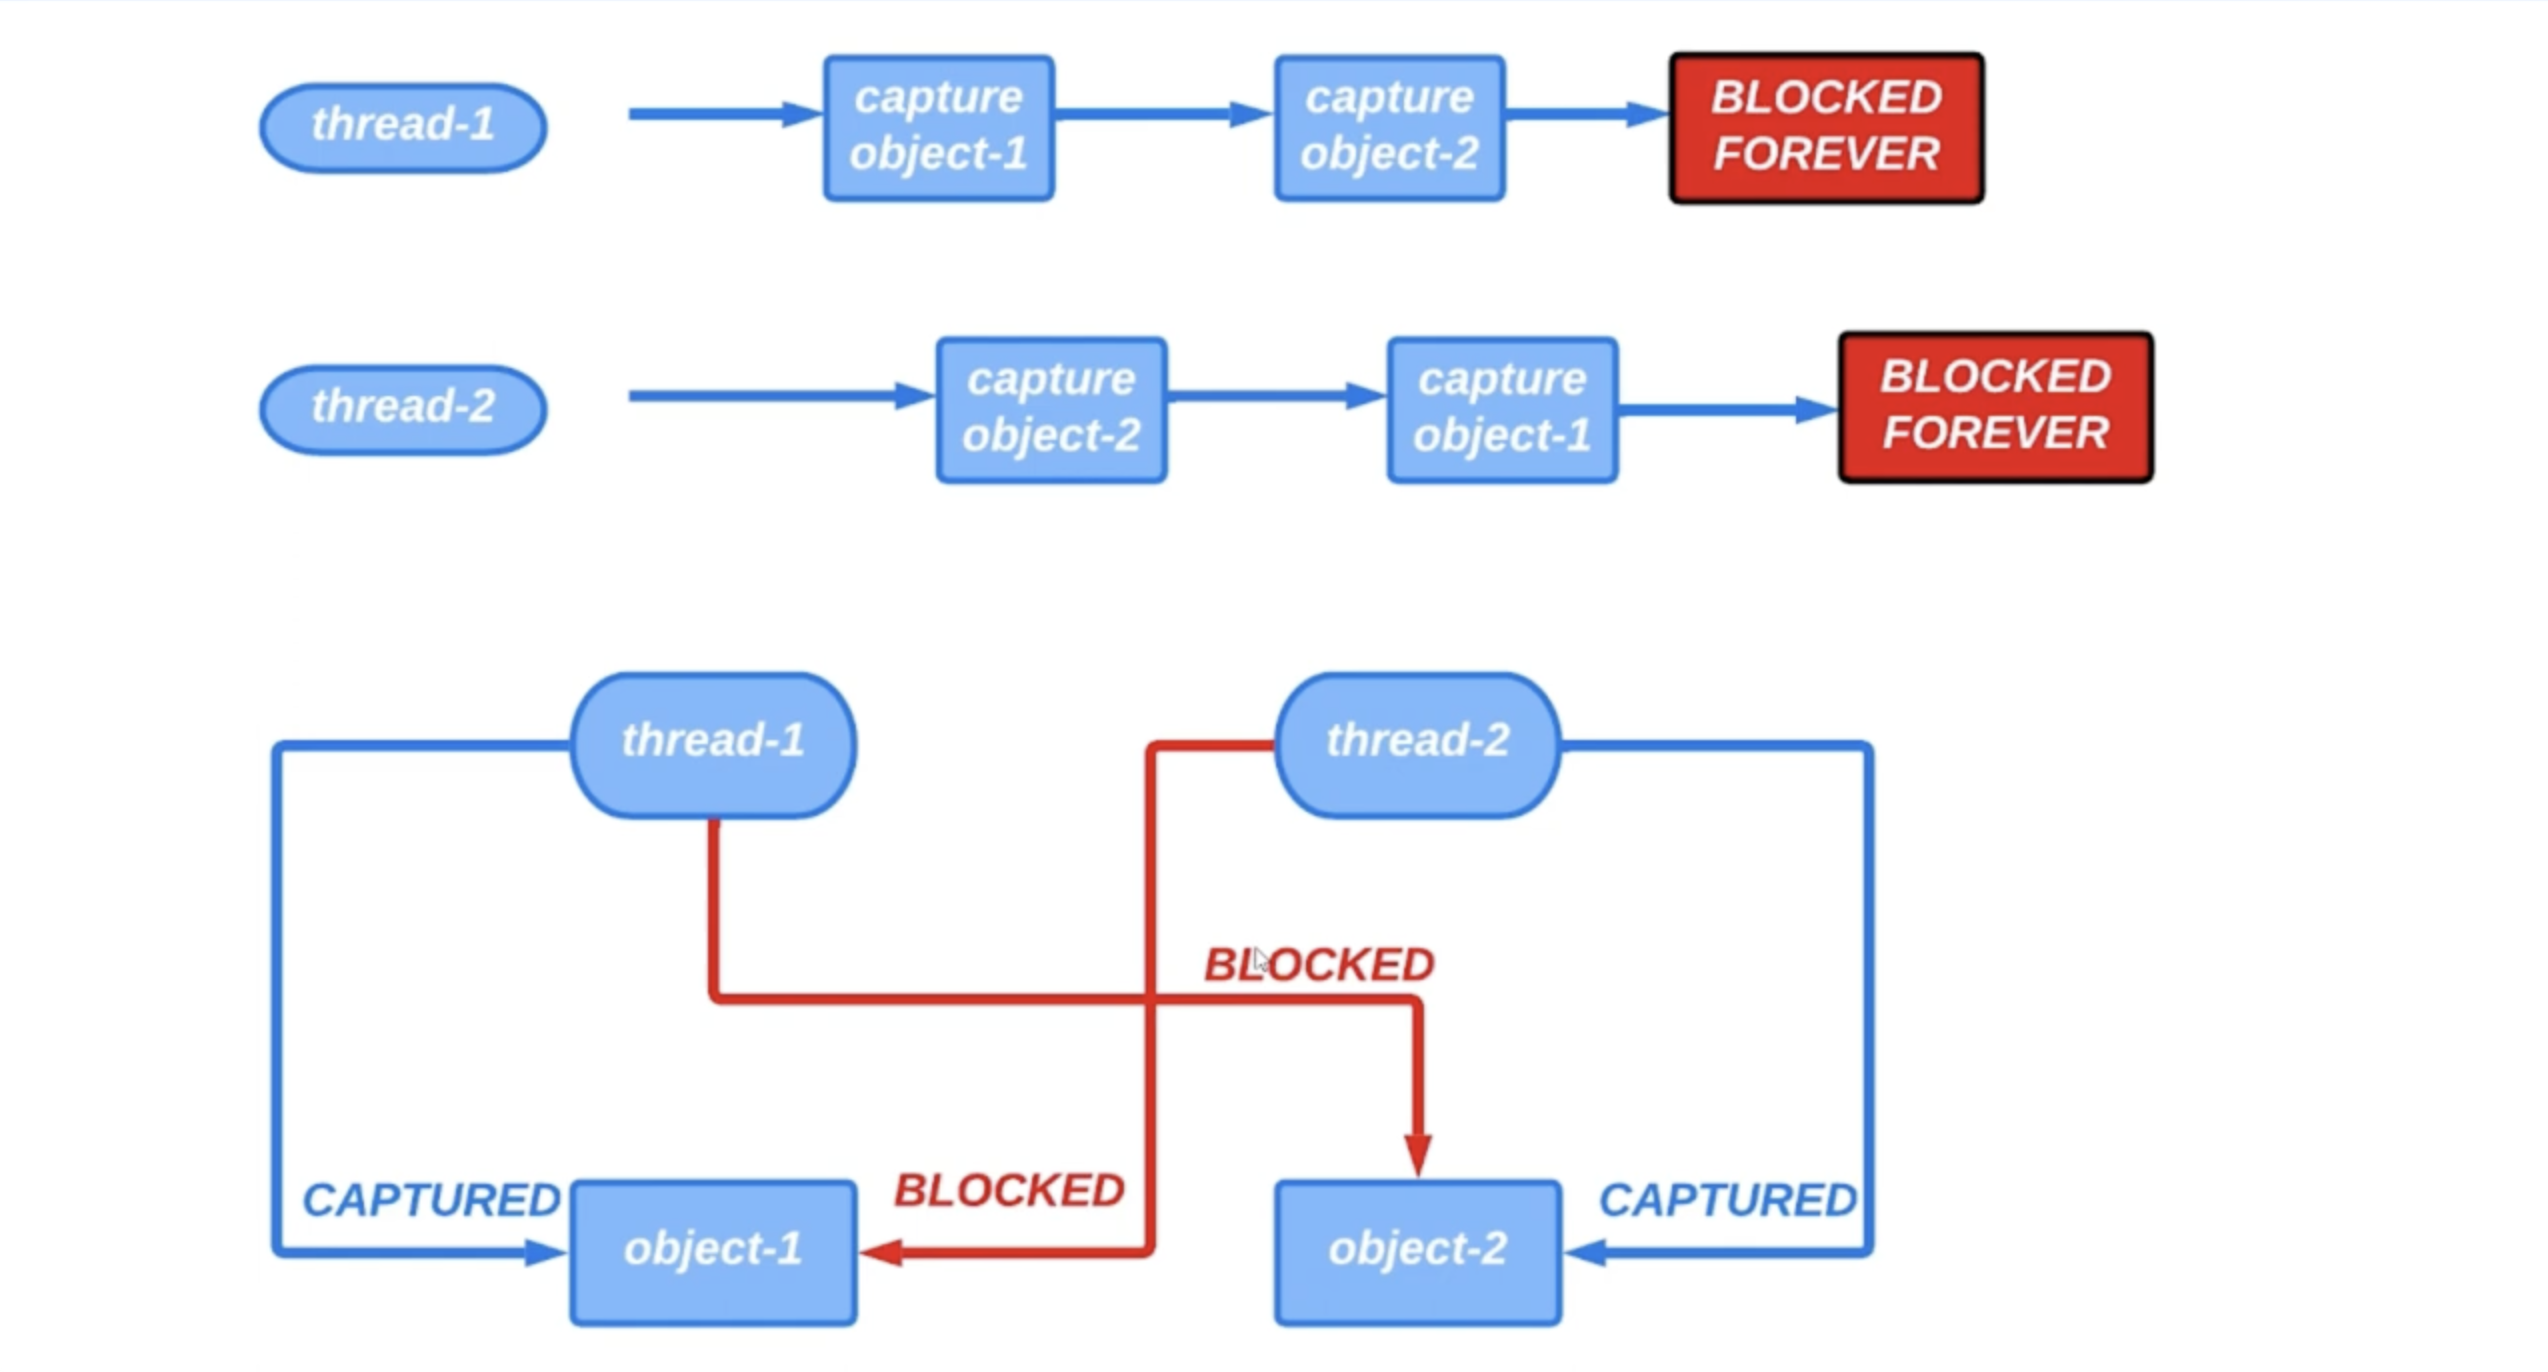 thread-1
capture
object-1
capture
object-2
BLOCKED
FOREVER
thread-2
capture
object-2
capture
object-1
BLOCKED
FOREVER
thread-1
thread-2
BLOCKED
CAPTURED
object-1
BLOCKED
object-2
CAPTURED